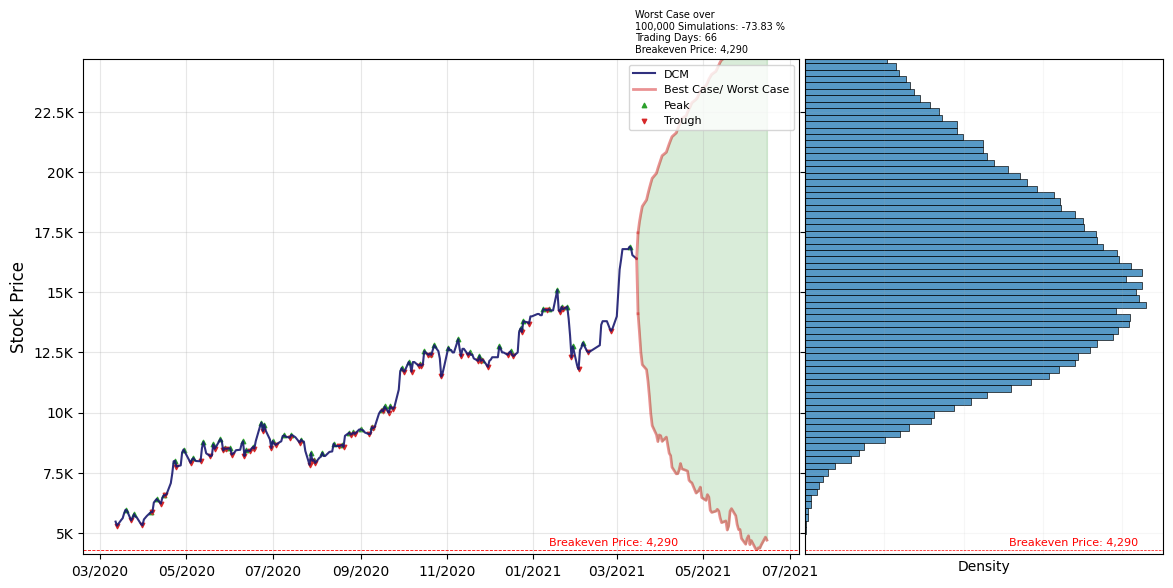 Worst Case over
100,000 Simulations: -73.83 %
Trading Days: 66
Breakeven Price: 4,290
DCM
Best Case/ Worst Case
Peak
Trough
Stock Price
22.5K
20K
17.5K
15K
12.5K
10K
7.5K
5K
Breakeven Price: 4,290
Breakeven Price: 4,290
03/2020
05/2020
07/2020
09/2020
11/2020
01/2021
03/2021
05/2021
07/2021
Density